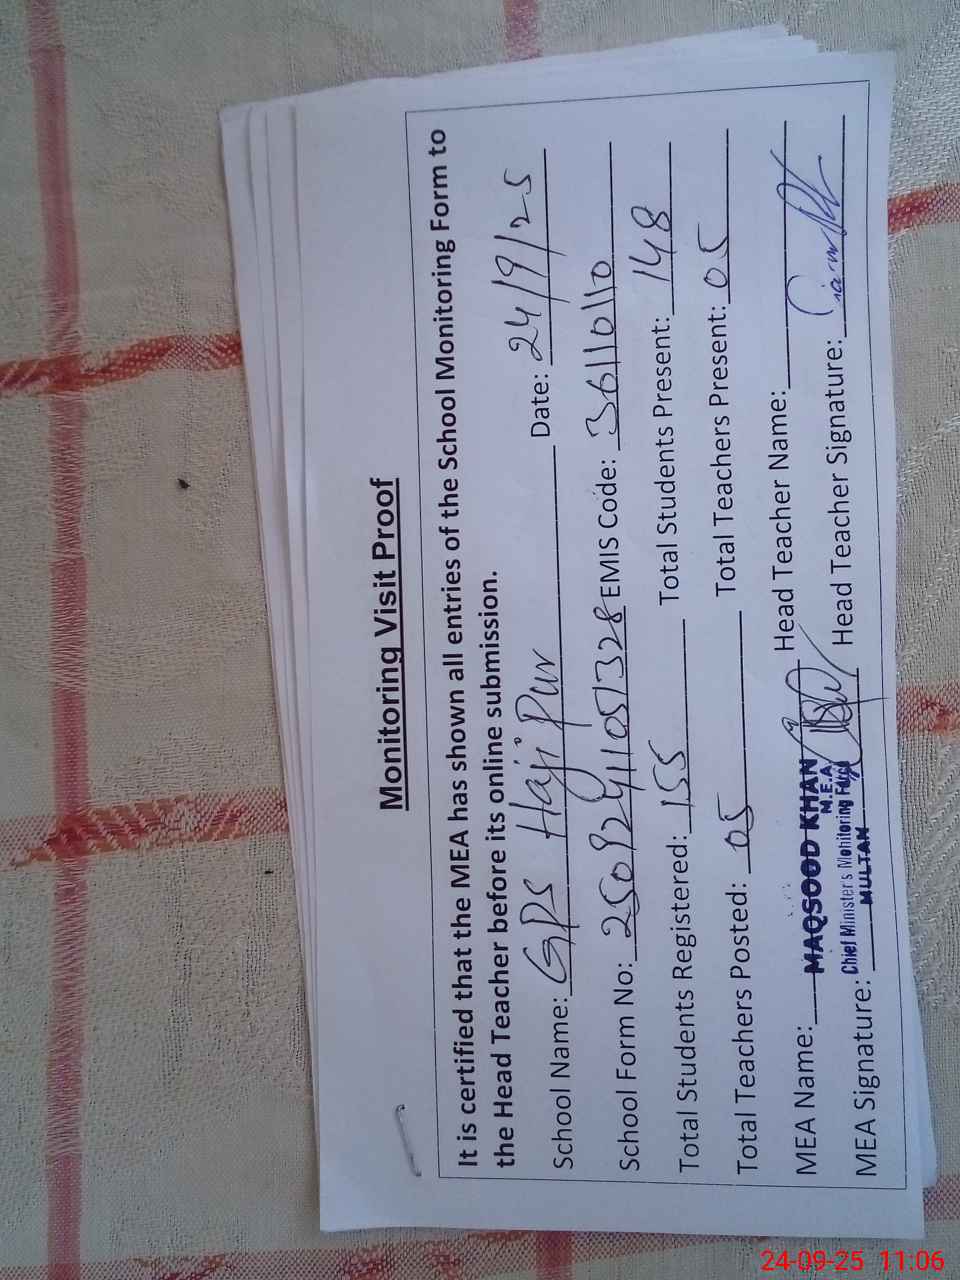 Monitoring Visit Proof
It is certified that the MEA has shown all entries of the School Monitoring Form to
the Head Teacher before its online submission.
School Name: GPS Haji Pur Date: 24/9/25
School Form No: 25092411051328 EMIS Code: 36110110
Total Students Registered: 155 Total Students Present: 148
Total Teachers Posted: 05 Total Teachers Present: 05
MEA Name: MAQSOOD KHAN Head Teacher Name:
M.E.A
Chief Minister's Monitoring Force
MULTAN
MEA Signature: Head Teacher Signature:
24-09-25 11:06